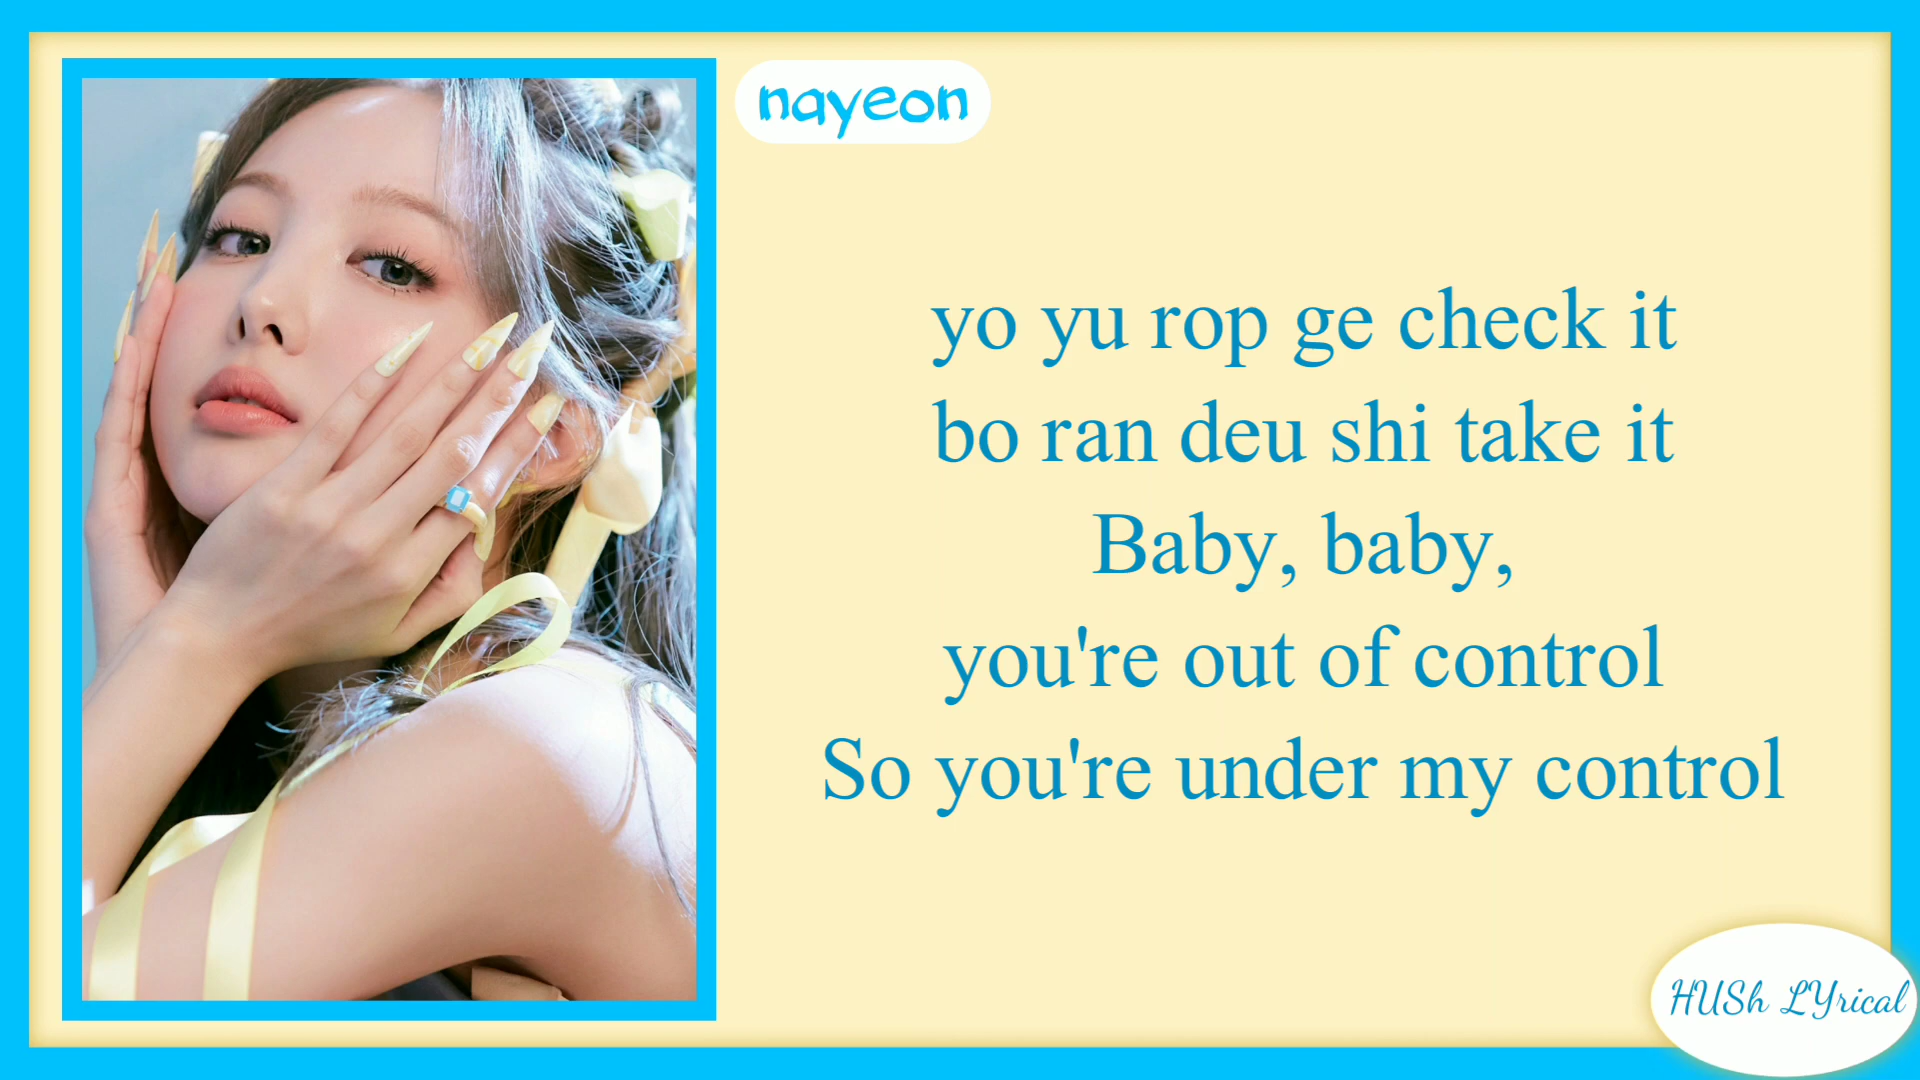 nayeon
yo yu rop ge check it
bo ran deu shi take it
Baby, baby,
you're out of control
So you're under my control
HUSh LYrical